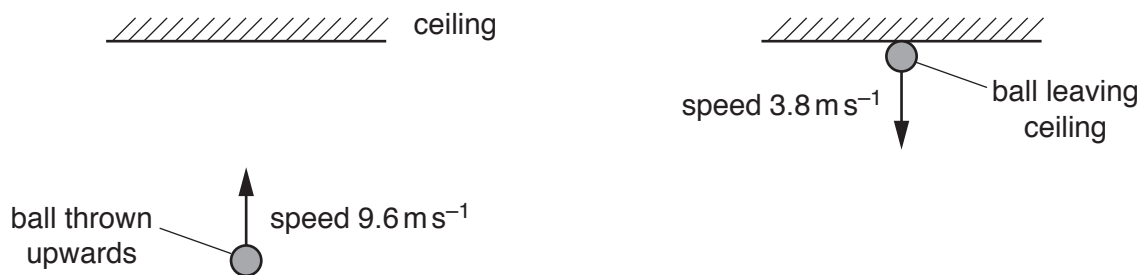 ceiling
speed 3.8 m s⁻¹
ball leaving
ceiling
ball thrown
upwards
speed 9.6 m s⁻¹